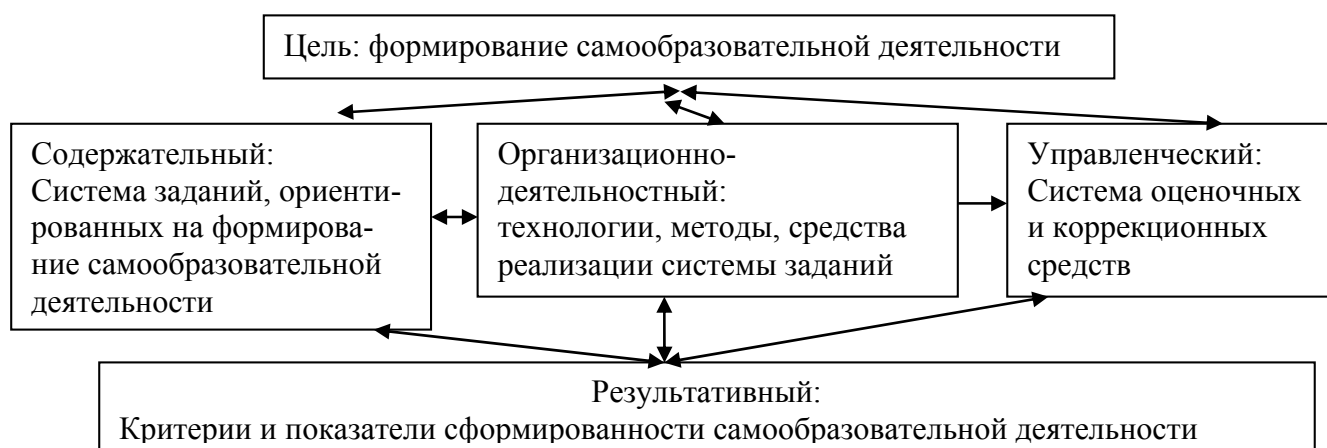 Цель: формирование самообразовательной деятельности
Содержательный:
Система заданий, ориенти-
рованных на формирова-
ние самообразовательной
деятельности
Организационно-
деятельностный:
технологии, методы, средства
реализации системы заданий
Управленческий:
Система оценочных
и коррекционных
средств
Результативный:
Критерии и показатели сформированности самообразовательной деятельности